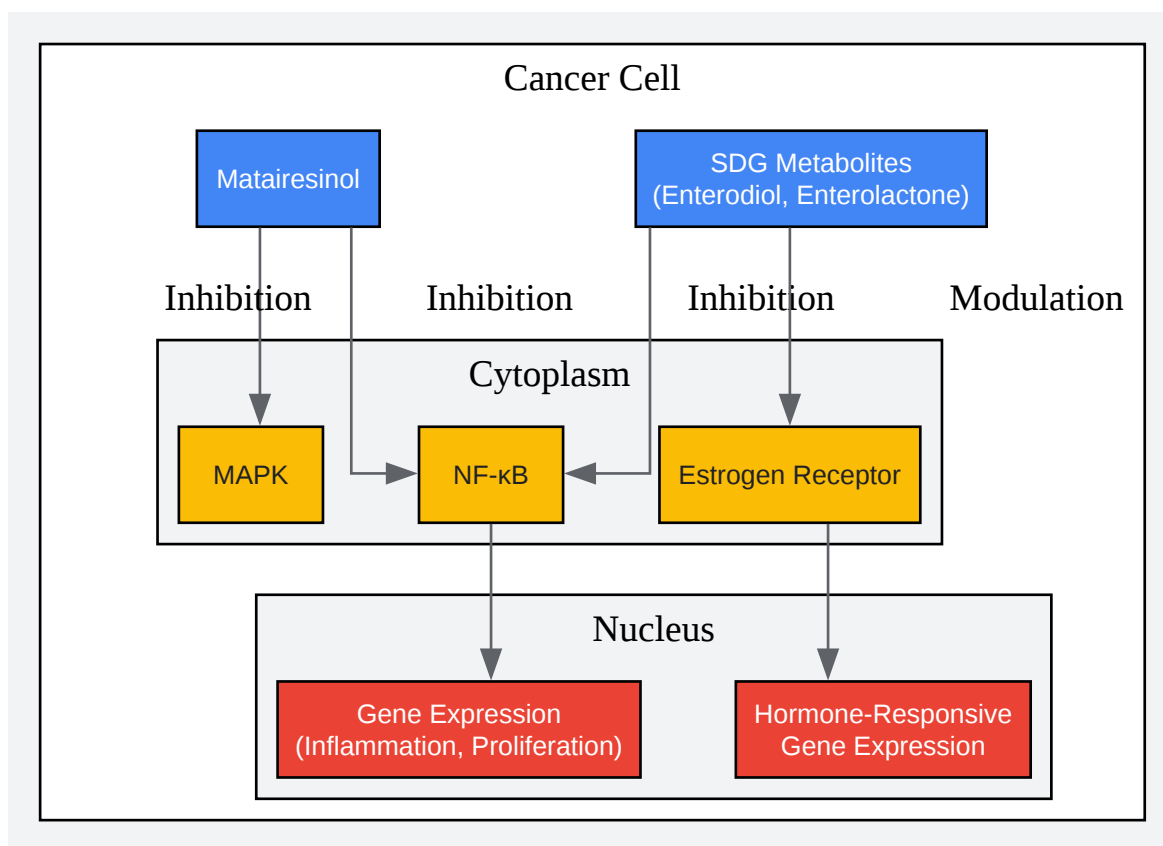 Cancer Cell
Matairesinol
SDG Metabolites
(Enterodiol, Enterolactone)
Inhibition
Inhibition
Inhibition
Modulation
Cytoplasm
MAPK
NF-κB
Estrogen Receptor
Nucleus
Gene Expression
(Inflammation, Proliferation)
Hormone-Responsive
Gene Expression